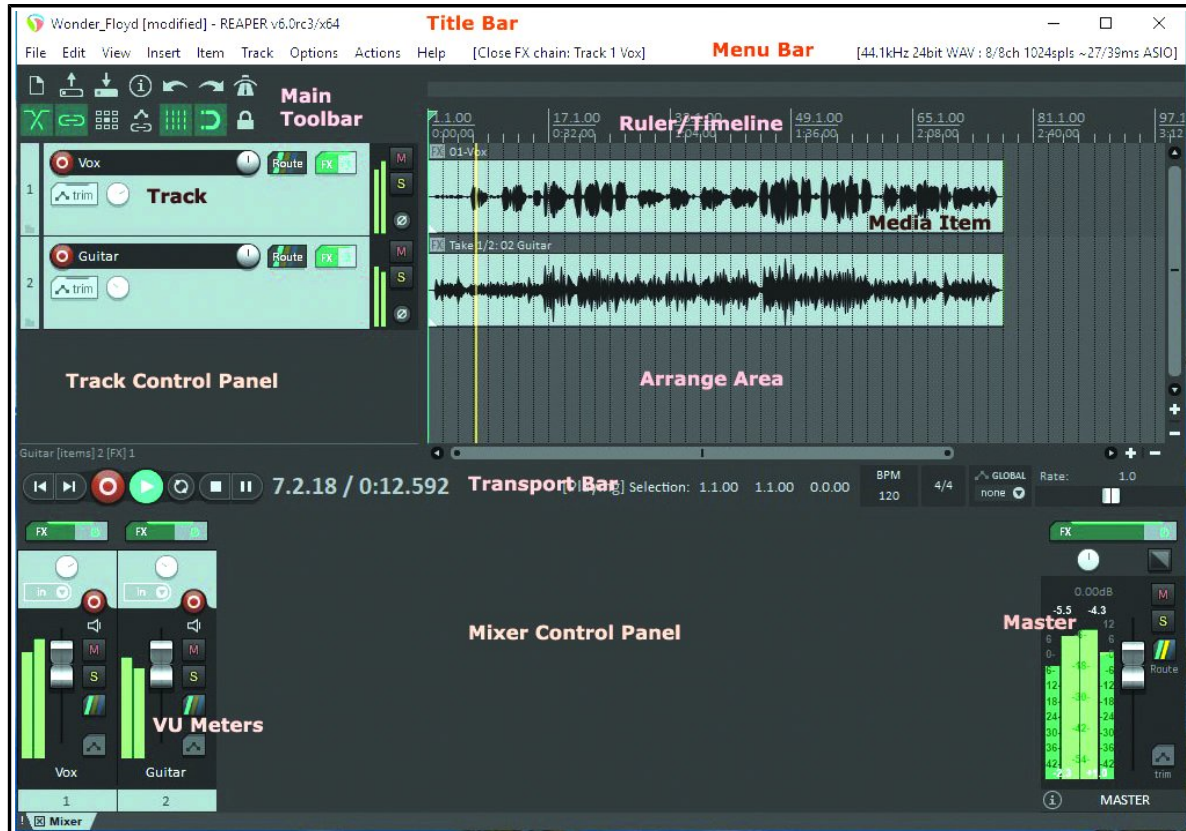 Wonder_Floyd [modified] - REAPER v6.0rc3/x64 Title Bar
File Edit View Insert Item Track Options Actions Help [Close FX chain: Track 1 Vox] Menu Bar [44.1kHz 24bit WAV : 8/8ch 1024spls ~27/39ms ASIO]
Main
Toolbar
1.1.00 17.1.00 33.1.00 49.1.00 65.1.00 81.1.00 97.1
Ruler/Timeline
0:00.00 0:32.00 1:04.00 1:36.00 2:08.00 2:40.00 3:12
1 Vox Route FX M
trim Track S
FX 01-Vox
Media Item
2 Guitar Route FX M
trim S
FX Take 1/2: 02 Guitar
Track Control Panel Arrange Area
Guitar [items] 2 [FX] 1
7.2.18 / 0:12.592 Transport Bar Selection: 1.1.00 1.1.00 0.0.00 BPM 120 4/4 GLOBAL none Rate: 1.0
FX FX FX
in in
0.00dB M
-5.5 -4.3
Master S
Mixer Control Panel
M M
S S
Route
VU Meters
Vox Guitar trim
1 2 MASTER
! Mixer